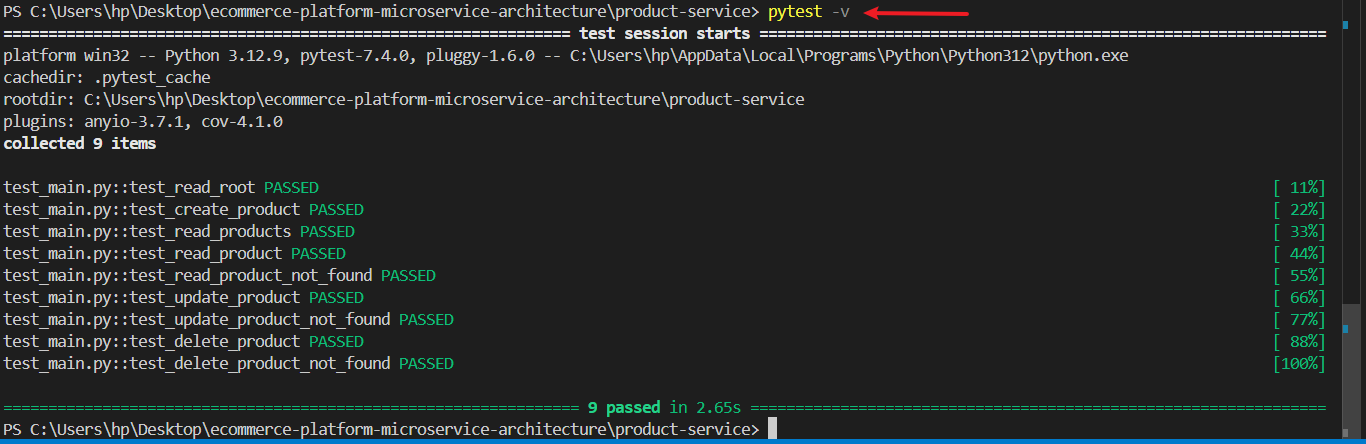 PS C:\Users\hp\Desktop\ecommerce-platform-microservice-architecture\product-service> pytest -v
=============================================================== test session starts ===============================================================
platform win32 -- Python 3.12.9, pytest-7.4.0, pluggy-1.6.0 -- C:\Users\hp\AppData\Local\Programs\Python\Python312\python.exe
cachedir: .pytest_cache
rootdir: C:\Users\hp\Desktop\ecommerce-platform-microservice-architecture\product-service
plugins: anyio-3.7.1, cov-4.1.0
collected 9 items
test_main.py::test_read_root PASSED [ 11%]
test_main.py::test_create_product PASSED [ 22%]
test_main.py::test_read_products PASSED [ 33%]
test_main.py::test_read_product PASSED [ 44%]
test_main.py::test_read_product_not_found PASSED [ 55%]
test_main.py::test_update_product PASSED [ 66%]
test_main.py::test_update_product_not_found PASSED [ 77%]
test_main.py::test_delete_product PASSED [ 88%]
test_main.py::test_delete_product_not_found PASSED [100%]
================================================================ 9 passed in 2.65s ================================================================
PS C:\Users\hp\Desktop\ecommerce-platform-microservice-architecture\product-service>